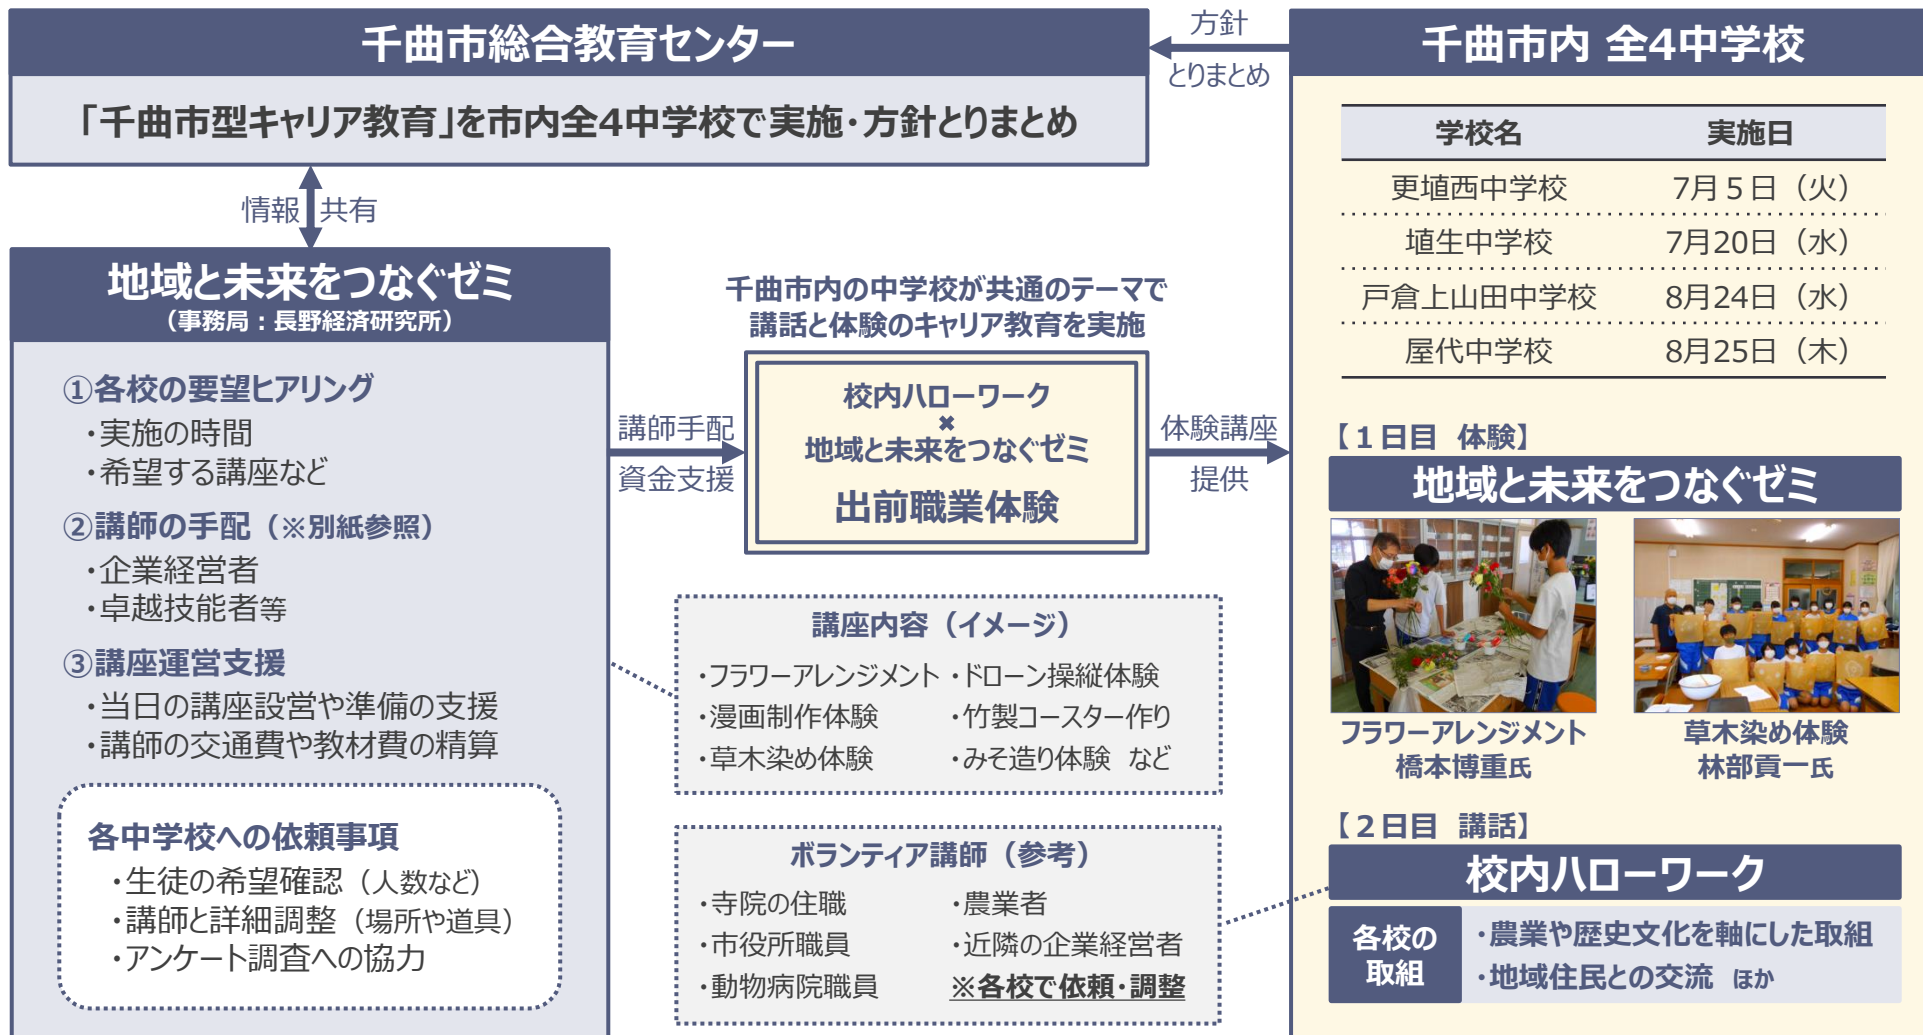 千曲市総合教育センター
「千曲市型キャリア教育」を市内全4中学校で実施・方針とりまとめ
方針
とりまとめ
情報 共有
地域と未来をつなぐゼミ
（事務局：長野経済研究所）
①各校の要望ヒアリング
・実施の時間
・希望する講座など
②講師の手配（※別紙参照）
・企業経営者
・卓越技能者等
③講座運営支援
・当日の講座設営や準備の支援
・講師の交通費や教材費の精算
各中学校への依頼事項
・生徒の希望確認（人数など）
・講師と詳細調整（場所や道具）
・アンケート調査への協力
講師手配
資金支援
千曲市内の中学校が共通のテーマで
講話と体験のキャリア教育を実施
校内ハローワーク
×
地域と未来をつなぐゼミ
出前職業体験
体験講座
提供
講座内容（イメージ）
・フラワーアレンジメント ・ドローン操縦体験
・漫画制作体験 ・竹製コースター作り
・草木染め体験 ・みそ造り体験 など
ボランティア講師（参考）
・寺院の住職 ・農業者
・市役所職員 ・近隣の企業経営者
・動物病院職員 ※各校で依頼・調整
千曲市内 全4中学校
学校名 実施日
更埴西中学校 7月5日（火）
埴生中学校 7月20日（水）
戸倉上山田中学校 8月24日（水）
屋代中学校 8月25日（木）
【1日目 体験】
地域と未来をつなぐゼミ
フラワーアレンジメント
橋本博重氏
草木染め体験
林部貢一氏
【2日目 講話】
校内ハローワーク
各校の
取組
・農業や歴史文化を軸にした取組
・地域住民との交流 ほか